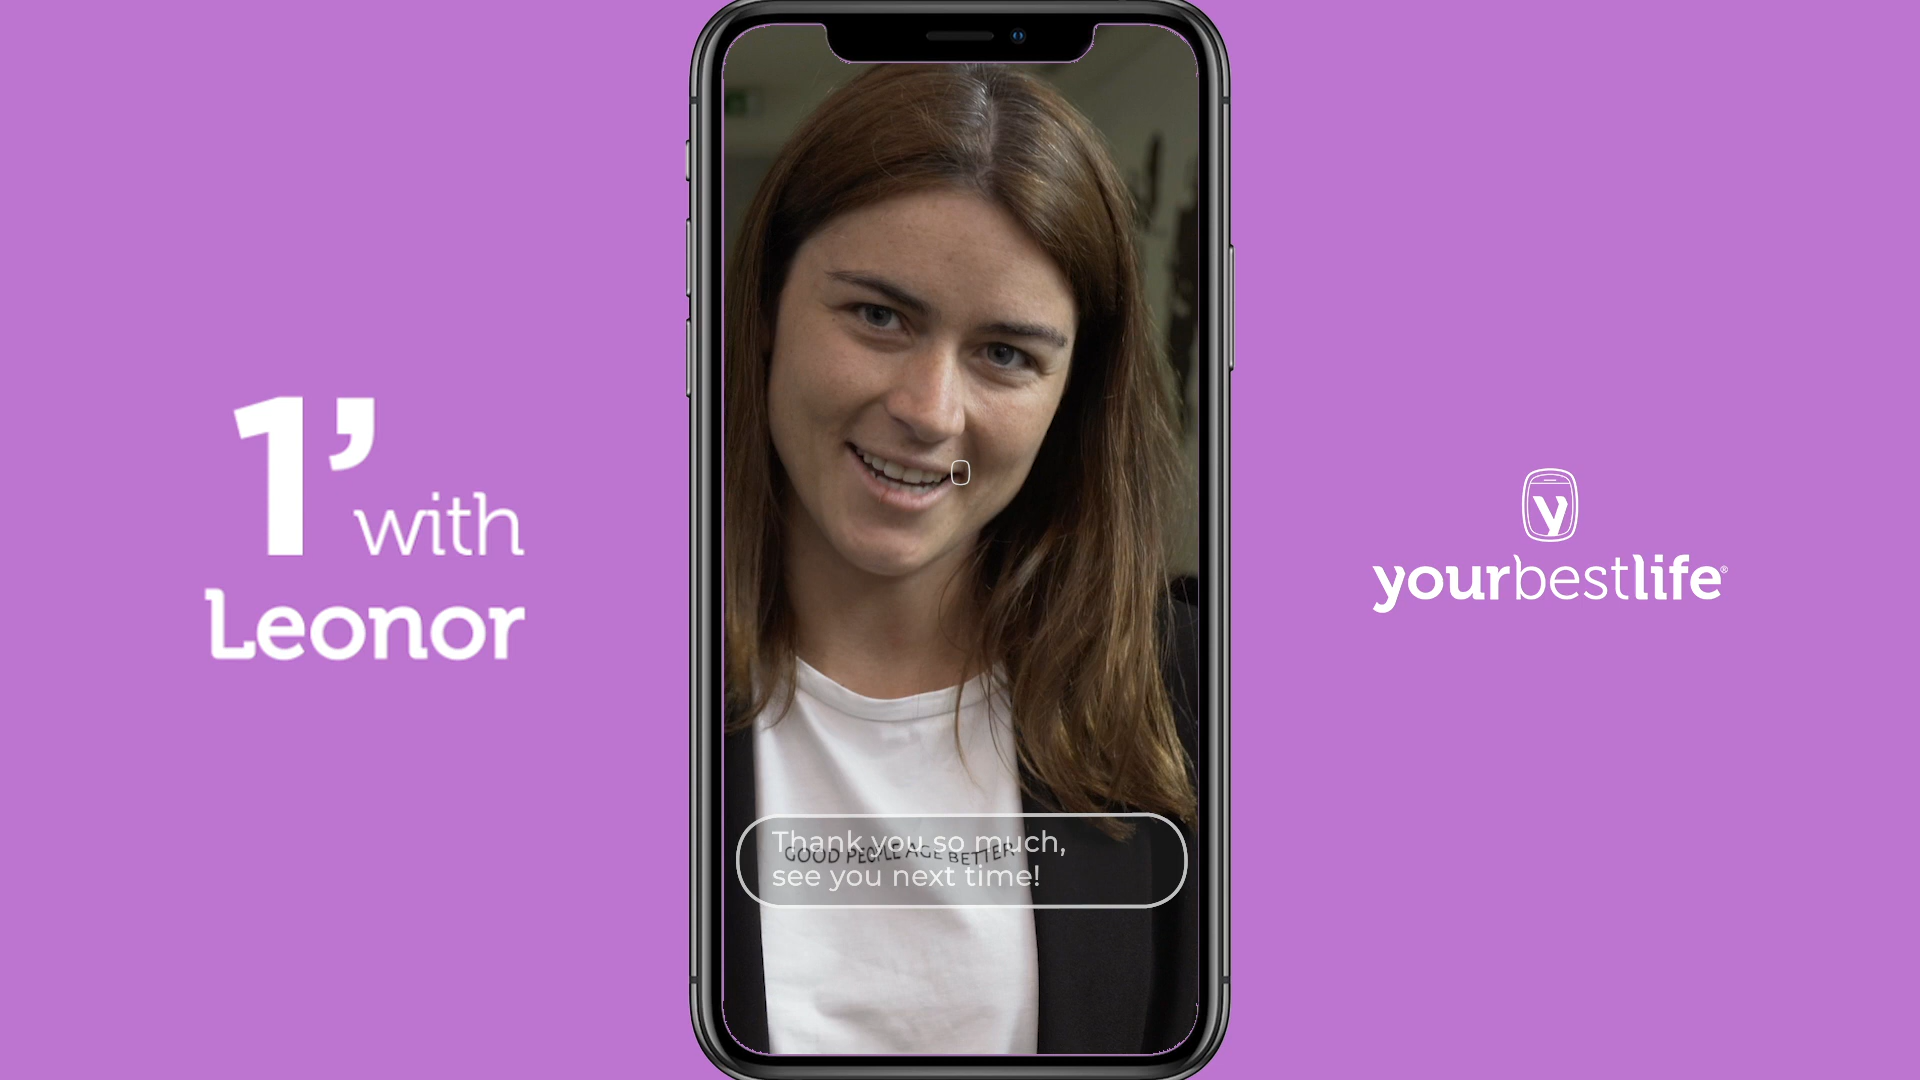 1’ with
Leonor
Thank you so much,
see you next time!
GOOD PEOPLE AGE BETTER
y
yourbestlife®